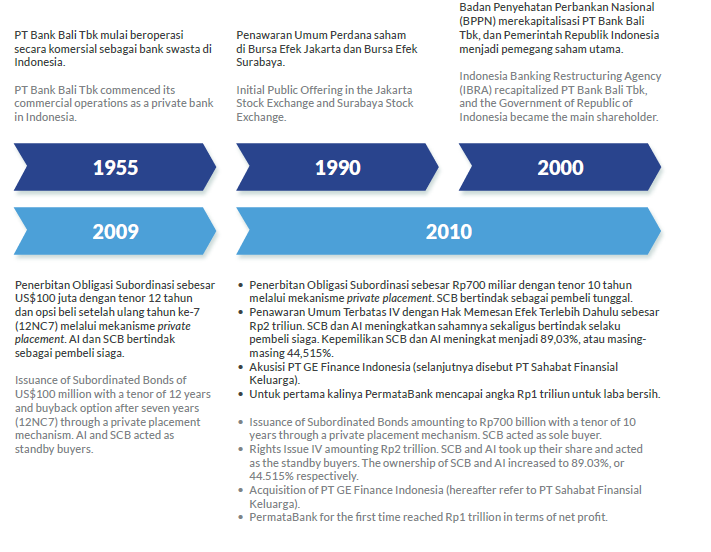 PT Bank Bali Tbk mulai beroperasi
secara komersial sebagai bank swasta di
Indonesia.
PT Bank Bali Tbk commenced its
commercial operations as a private bank
in Indonesia.
Penawaran Umum Perdana saham
di Bursa Efek Jakarta dan Bursa Efek
Surabaya.
Initial Public Offering in the Jakarta
Stock Exchange and Surabaya Stock
Exchange.
Badan Penyehatan Perbankan Nasional
(BPPN) merekapitalisasi PT Bank Bali
Tbk, dan Pemerintah Republik Indonesia
menjadi pemegang saham utama.
Indonesia Banking Restructuring Agency
(IBRA) recapitalized PT Bank Bali Tbk,
and the Government of Republic of
Indonesia became the main shareholder.
1955
1990
2000
2009
2010
Penerbitan Obligasi Subordinasi sebesar
US$100 juta dengan tenor 12 tahun
dan opsi beli setelah ulang tahun ke-7
(12NC7) melalui mekanisme private
placement. AI dan SCB bertindak
sebagai pembeli siaga.
Issuance of Subordinated Bonds of
US$100 million with a tenor of 12 years
and buyback option after seven years
(12NC7) through a private placement
mechanism. AI and SCB acted as
standby buyers.
• Penerbitan Obligasi Subordinasi sebesar Rp700 miliar dengan tenor 10 tahun
melalui mekanisme private placement. SCB bertindak sebagai pembeli tunggal.
• Penawaran Umum Terbatas IV dengan Hak Memesan Efek Terlebih Dahulu sebesar
Rp2 triliun. SCB dan AI meningkatkan sahamnya sekaligus bertindak selaku
pembeli siaga. Kepemilikan SCB dan AI meningkat menjadi 89,03%, atau masing-
masing 44,515%.
• Akusisi PT GE Finance Indonesia (selanjutnya disebut PT Sahabat Finansial
Keluarga).
• Untuk pertama kalinya PermataBank mencapai angka Rp1 triliun untuk laba bersih.
• Issuance of Subordinated Bonds amounting to Rp700 billion with a tenor of 10
years through a private placement mechanism. SCB acted as sole buyer.
• Rights Issue IV amounting Rp2 trillion. SCB and AI took up their share and acted
as the standby buyers. The ownership of SCB and AI increased to 89.03%, or
44.515% respectively.
• Acquisition of PT GE Finance Indonesia (hereafter refer to PT Sahabat Finansial
Keluarga).
• PermataBank for the first time reached Rp1 trillion in terms of net profit.